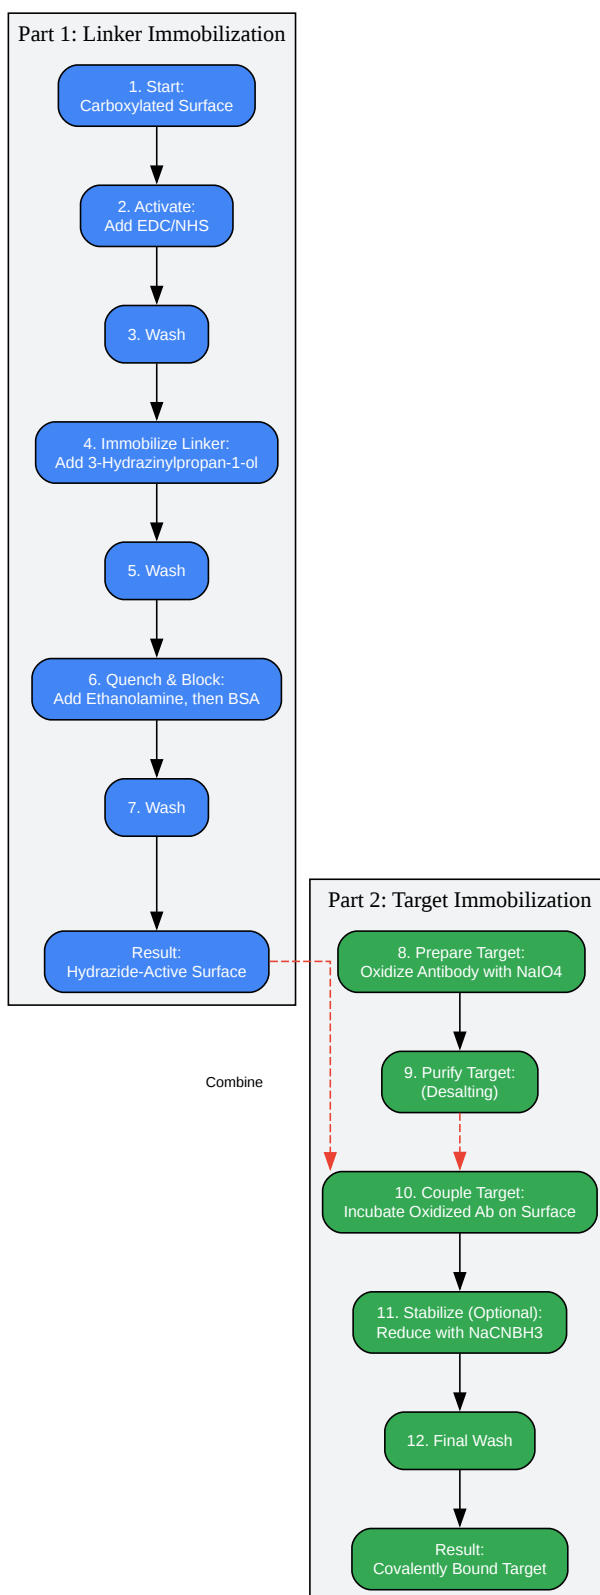 Part 1: Linker Immobilization
1. Start:
Carboxylated Surface
2. Activate:
Add EDC/NHS
3. Wash
4. Immobilize Linker:
Add 3-Hydrazinylpropan-1-ol
5. Wash
6. Quench & Block:
Add Ethanolamine, then BSA
7. Wash
Result:
Hydrazide-Active Surface
Combine
Part 2: Target Immobilization
8. Prepare Target:
Oxidize Antibody with NaIO4
9. Purify Target:
(Desalting)
10. Couple Target:
Incubate Oxidized Ab on Surface
11. Stabilize (Optional):
Reduce with NaCNBH3
12. Final Wash
Result:
Covalently Bound Target